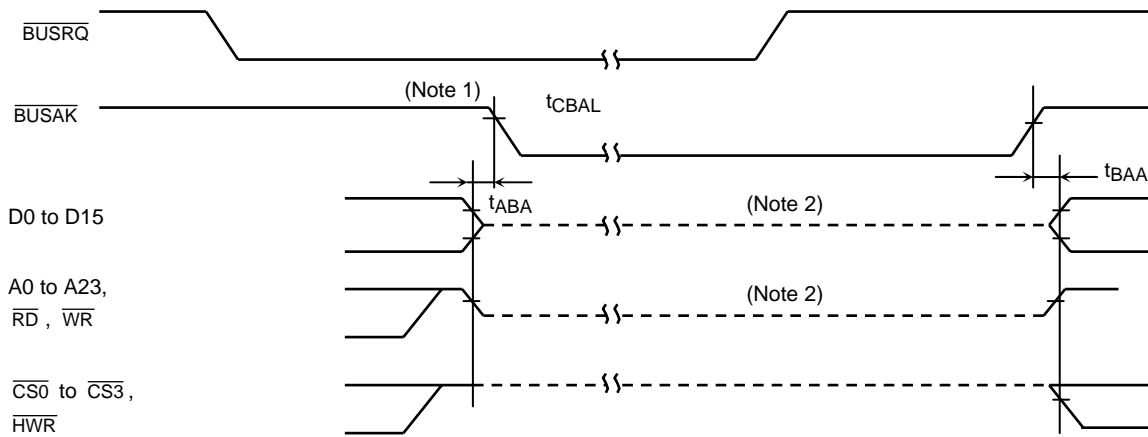 BUSRQ
(Note 1)
tCBAL
BUSAK
tBAA
tABA
D0 to D15
(Note 2)
A0 to A23,
RD , WR
(Note 2)
CS0 to CS3 ,
HWR